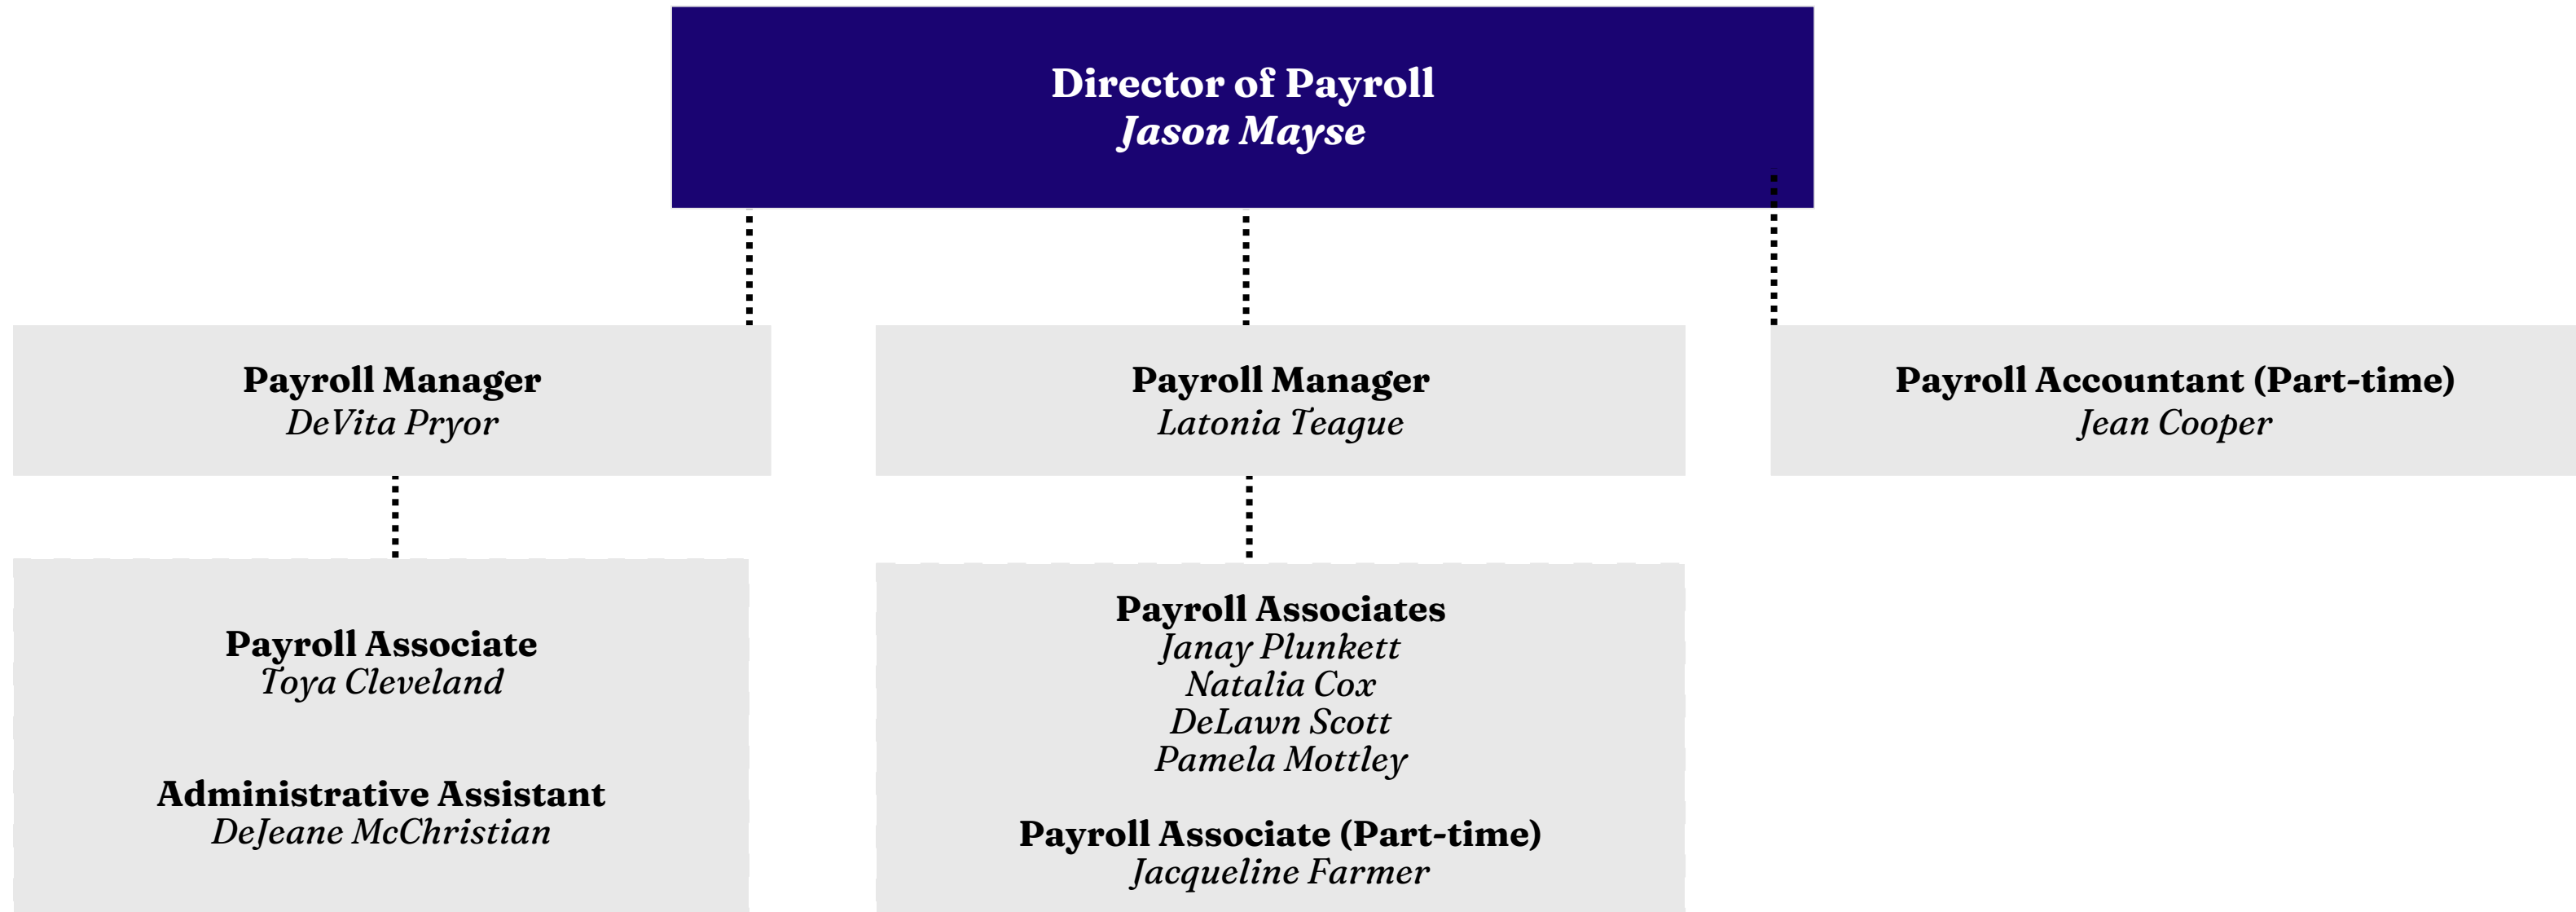 Director of Payroll
Jason Mayse
Payroll Manager
DeVita Pryor
Payroll Manager
Latonia Teague
Payroll Accountant (Part-time)
Jean Cooper
Payroll Associate
Toya Cleveland
Administrative Assistant
DeJeane McChristian
Payroll Associates
Janay Plunkett
Natalia Cox
DeLawn Scott
Pamela Mottley
Payroll Associate (Part-time)
Jacqueline Farmer